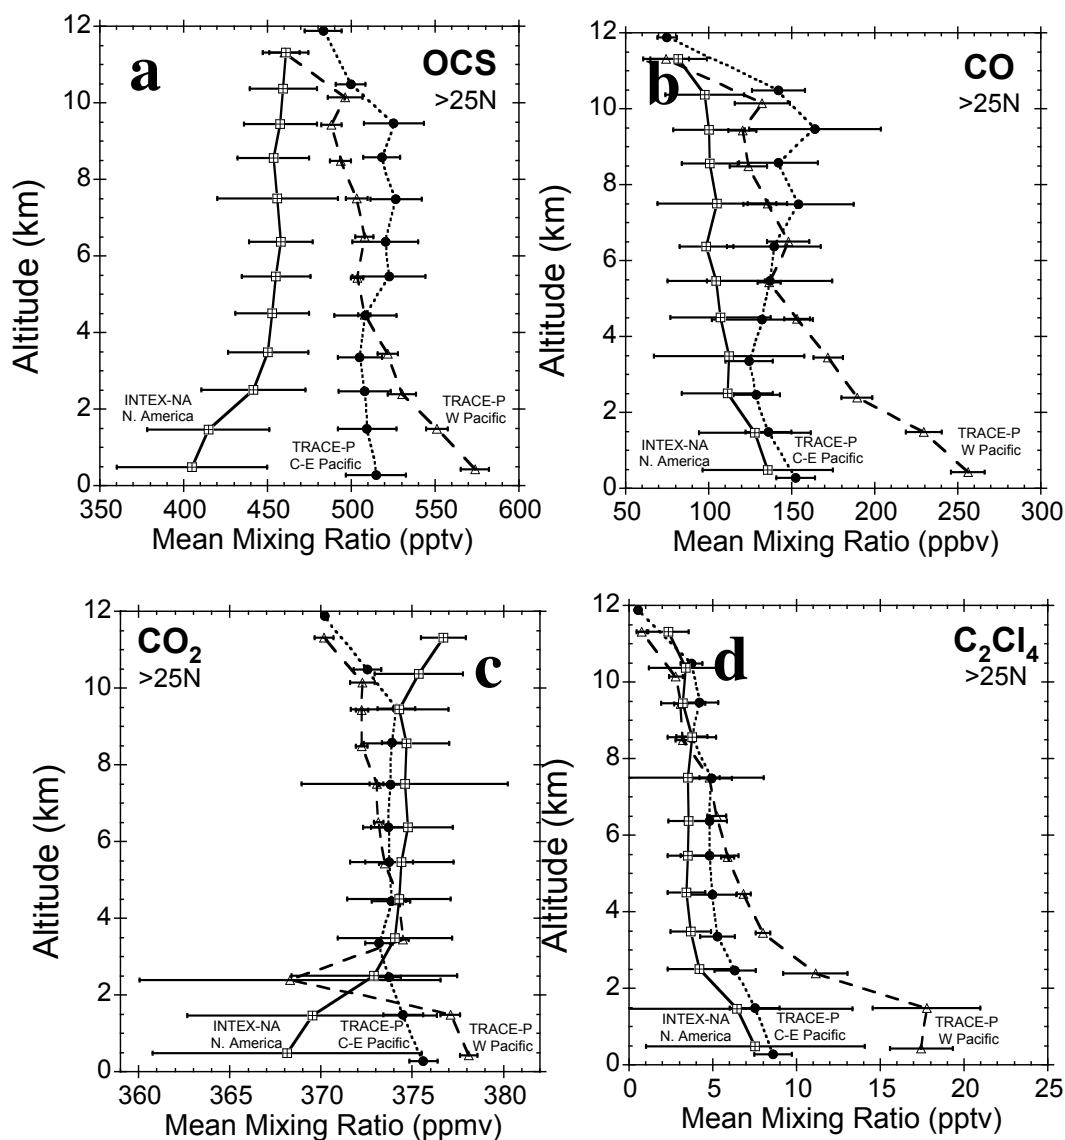 a
OCS
>25N
12
10
8
6
4
2
0
Altitude (km)
INTEX-NA
N. America
TRACE-P
C-E Pacific
TRACE-P
W Pacific
350 400 450 500 550 600
Mean Mixing Ratio (pptv)
b
CO
>25N
12
10
8
6
4
2
0
Altitude (km)
INTEX-NA
N. America
TRACE-P
C-E Pacific
TRACE-P
W Pacific
50 100 150 200 250 300
Mean Mixing Ratio (ppbv)
CO2
>25N
c
12
10
8
6
4
2
0
Altitude (km)
INTEX-NA
N. America
TRACE-P
C-E Pacific
TRACE-P
W Pacific
360 365 370 375 380
Mean Mixing Ratio (ppmv)
d
C2Cl4
>25N
12
10
8
6
4
2
0
Altitude (km)
INTEX-NA
N. America
TRACE-P
C-E Pacific
TRACE-P
W Pacific
0 5 10 15 20 25
Mean Mixing Ratio (pptv)